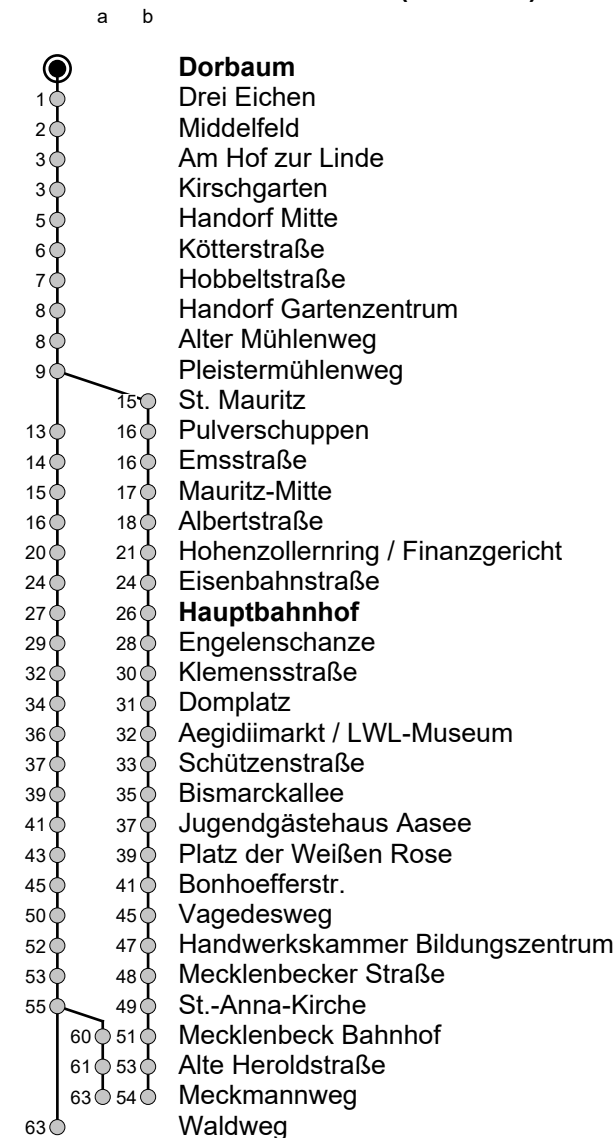 a b
Dorbaum
1 Drei Eichen
2 Middelfeld
3 Am Hof zur Linde
3 Kirschgarten
5 Handorf Mitte
6 Kötterstraße
7 Hobbeltstraße
8 Handorf Gartenzentrum
8 Alter Mühlenweg
9 Pleistermühlenweg
15 St. Mauritz
13 16 Pulverschuppen
14 16 Emsstraße
15 17 Mauritz-Mitte
16 18 Albertstraße
20 21 Hohenzollernring / Finanzgericht
24 24 Eisenbahnstraße
27 26 Hauptbahnhof
29 28 Engelenschanze
32 30 Klemensstraße
34 31 Domplatz
36 32 Aegidiimarkt / LWL-Museum
37 33 Schützenstraße
39 35 Bismarckallee
41 37 Jugendgästehaus Aasee
43 39 Platz der Weißen Rose
45 41 Bonhoefferstr.
50 45 Vagedesweg
52 47 Handwerkskammer Bildungszentrum
53 48 Mecklenbecker Straße
55 49 St.-Anna-Kirche
60 51 Mecklenbeck Bahnhof
61 53 Alte Heroldstraße
63 54 Meckmannweg
63 Waldweg